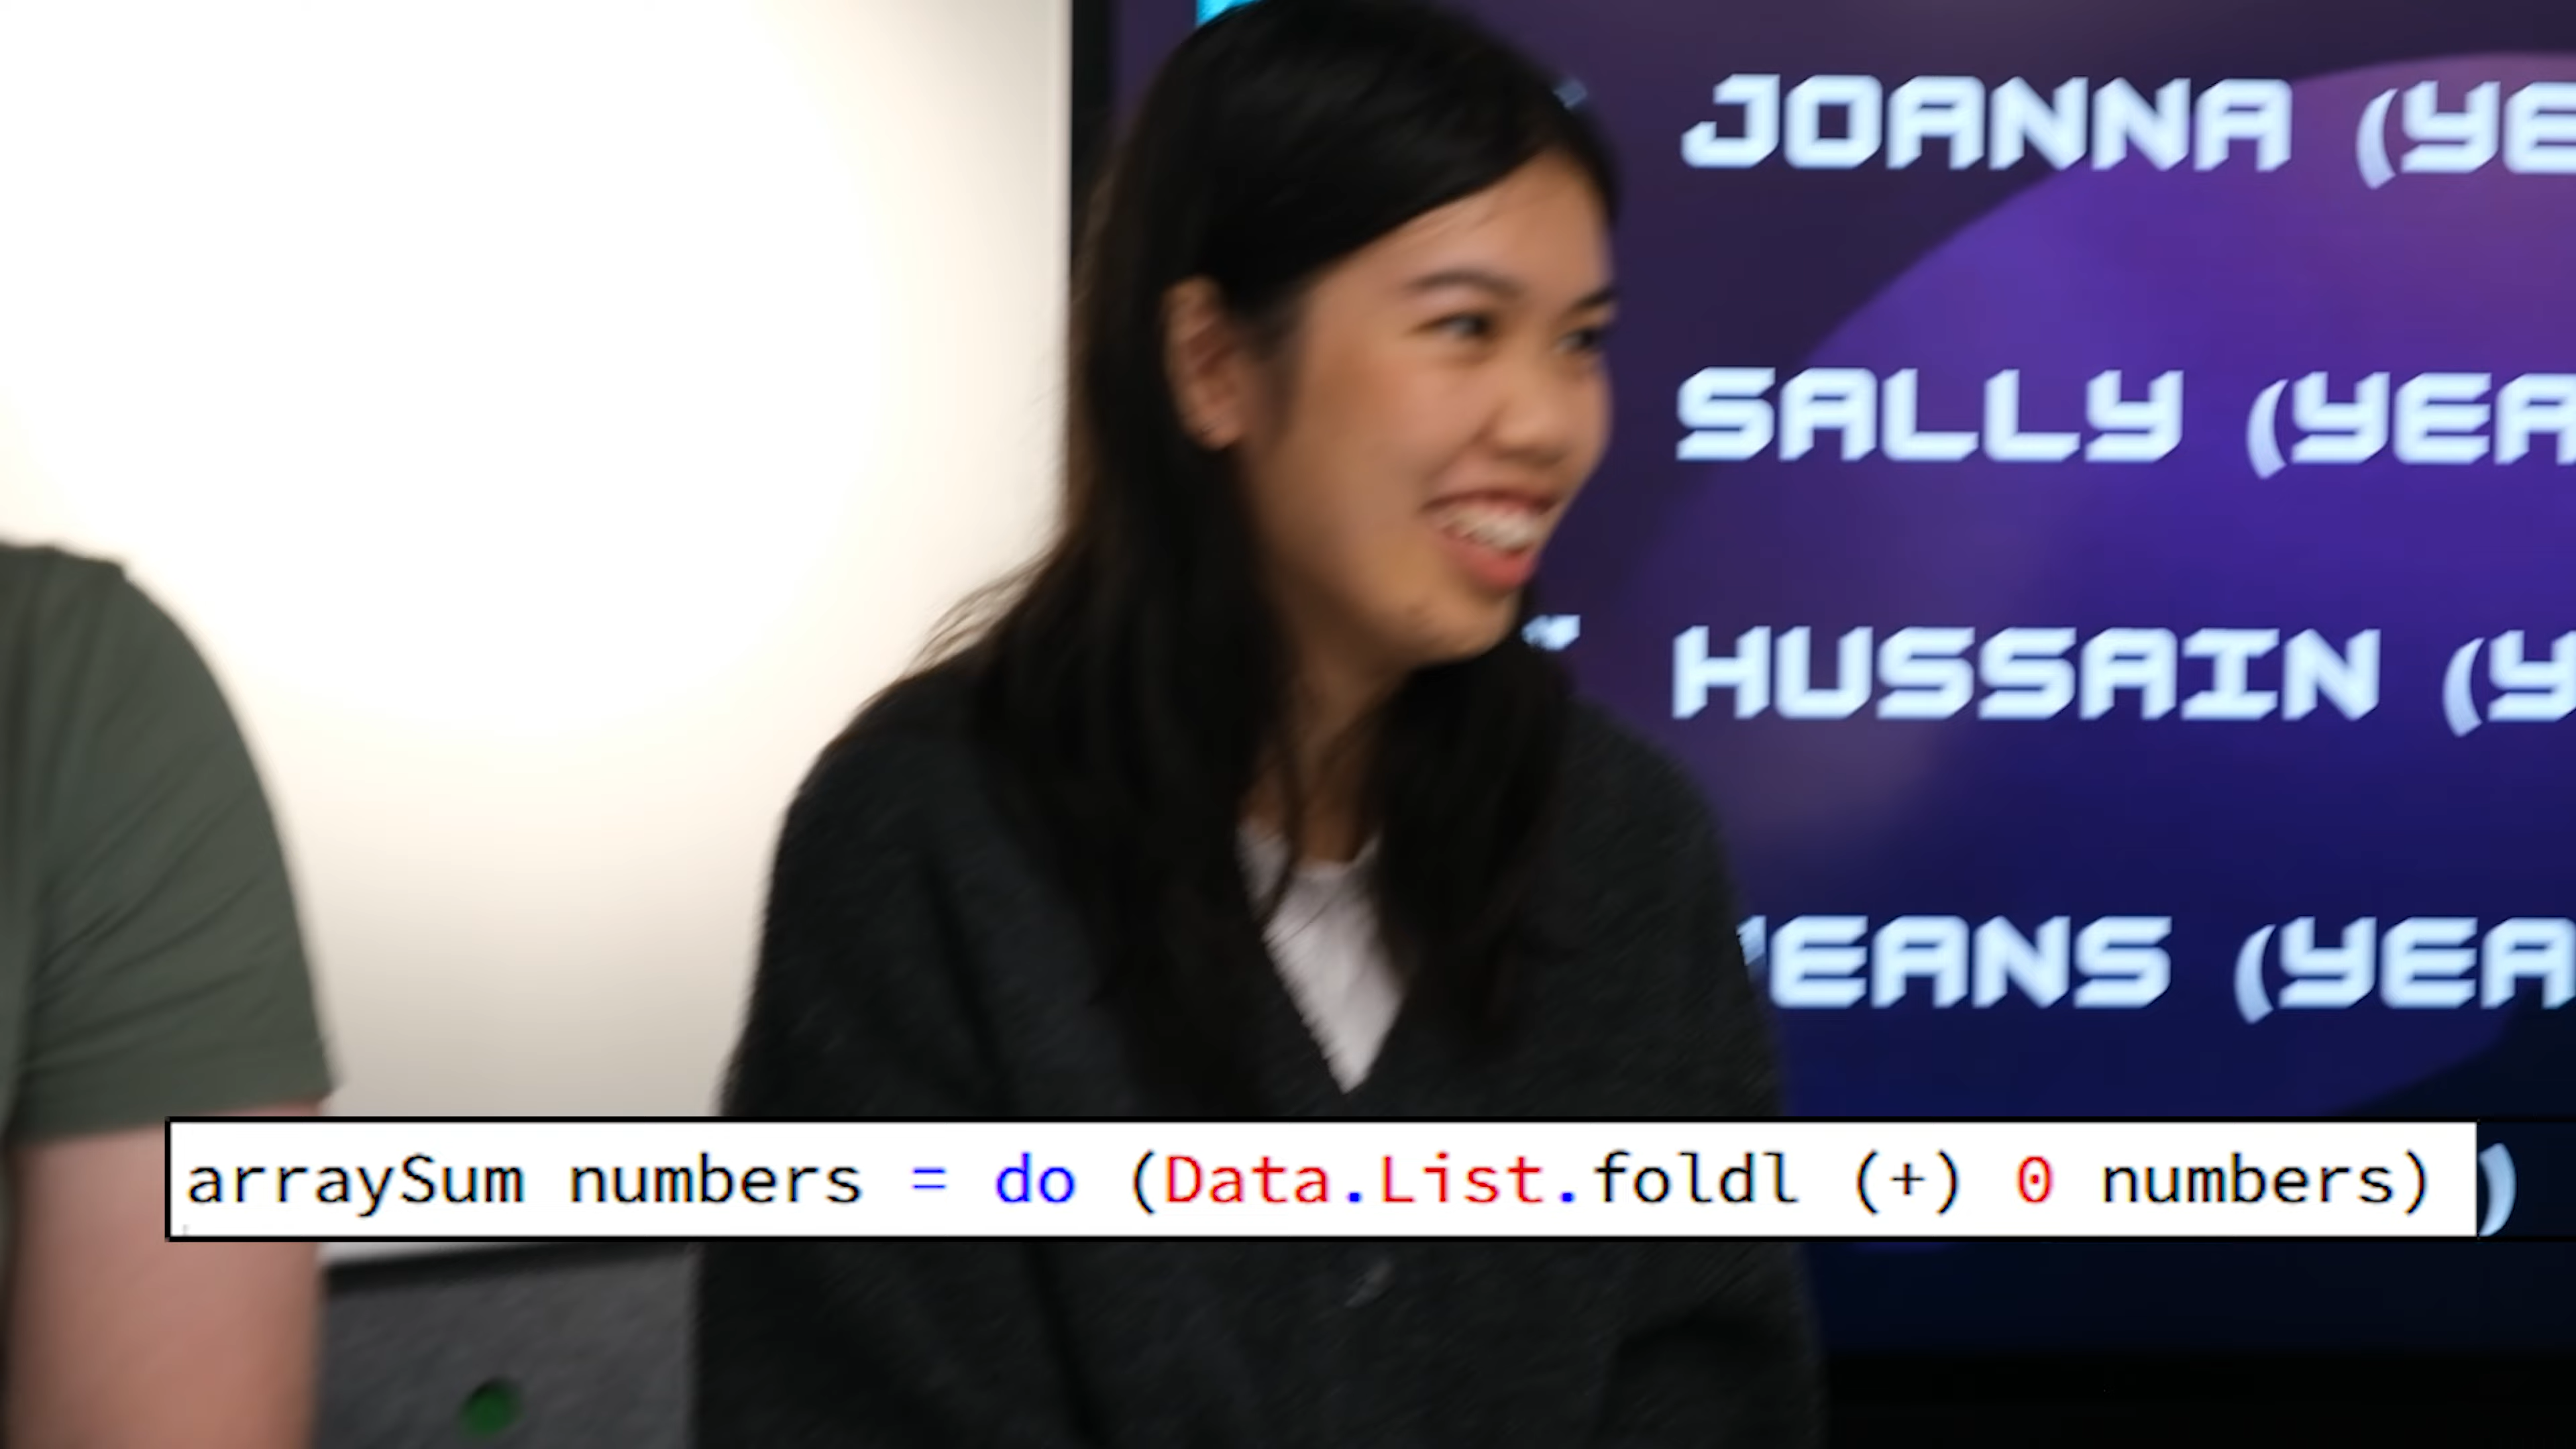 JOANNA (YE
SALLY (YEA
HUSSAIN (Y
EANS (YEA
arraySum numbers = do (Data.List.foldl (+) 0 numbers)
)